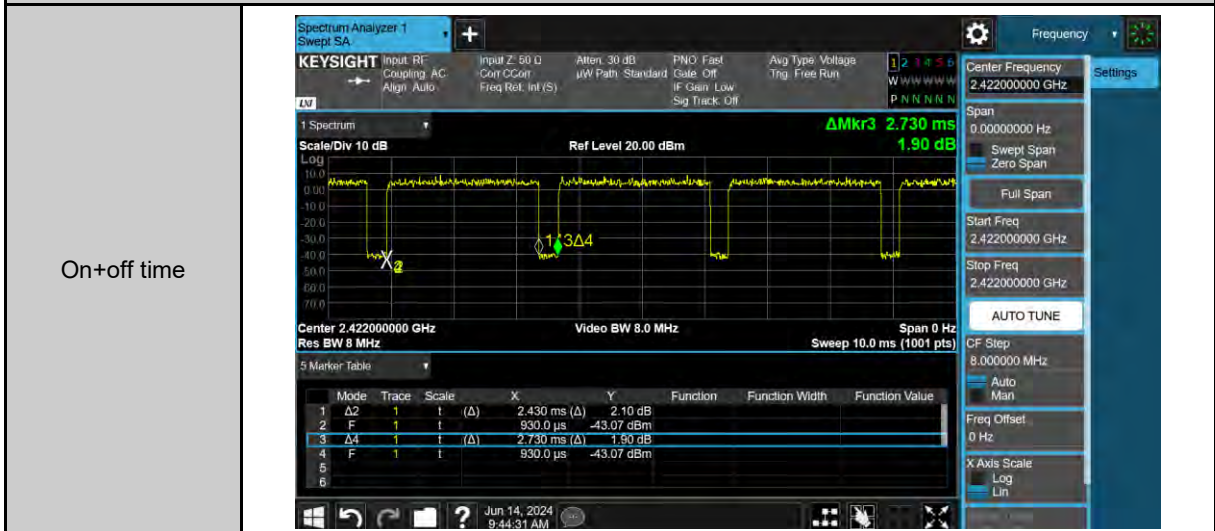 On+off time
Spectrum Analyzer 1
Swept SA
+
Frequency
KEYSIGHT
Input: RF
Coupling: AC
Align: Auto
Input Z: 50 Ω
Corr CCorr
Freq Ref: Int (S)
Atten: 30 dB
µW Path: Standard
PNO: Fast
Gate: Off
IF Gain: Low
Sig Track: Off
Avg Type: Voltage
Trig: Free Run
1 2 3 4 5 6
W W W W W W
P N N N N N
LXI
Center Frequency
2.422000000 GHz
Settings
Span
0.00000000 Hz
Swept Span
Zero Span
Full Span
Start Freq
2.422000000 GHz
Stop Freq
2.422000000 GHz
AUTO TUNE
CF Step
8.000000 MHz
Auto
Man
Freq Offset
0 Hz
X Axis Scale
Log
Lin
1 Spectrum
ΔMkr3 2.730 ms
Scale/Div 10 dB
Ref Level 20.00 dBm
1.90 dB
Log
10.0
0.00
-10.0
-20.0
-30.0
-40.0
-50.0
-60.0
-70.0
3Δ4
Center 2.422000000 GHz
Video BW 8.0 MHz
Span 0 Hz
Res BW 8 MHz
Sweep 10.0 ms (1001 pts)
5 Marker Table
Mode Trace Scale X Y Function Function Width Function Value
1 Δ2 1 t (Δ) 2.430 ms (Δ) 2.10 dB
2 F 1 t 930.0 µs -43.07 dBm
3 Δ4 1 t (Δ) 2.730 ms (Δ) 1.90 dB
4 F 1 t 930.0 µs -43.07 dBm
5
6
?
Jun 14, 2024
9:44:31 AM